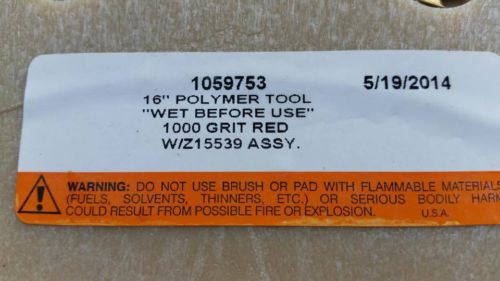 1059753 5/19/2014
16" POLYMER TOOL
"WET BEFORE USE"
1000 GRIT RED
W/Z15539 ASSY.
WARNING: DO NOT USE BRUSH OR PAD WITH FLAMMABLE MATERIALS
(FUELS, SOLVENTS, THINNERS, ETC.) OR SERIOUS BODILY HARM
COULD RESULT FROM POSSIBLE FIRE OR EXPLOSION. U.S.A.